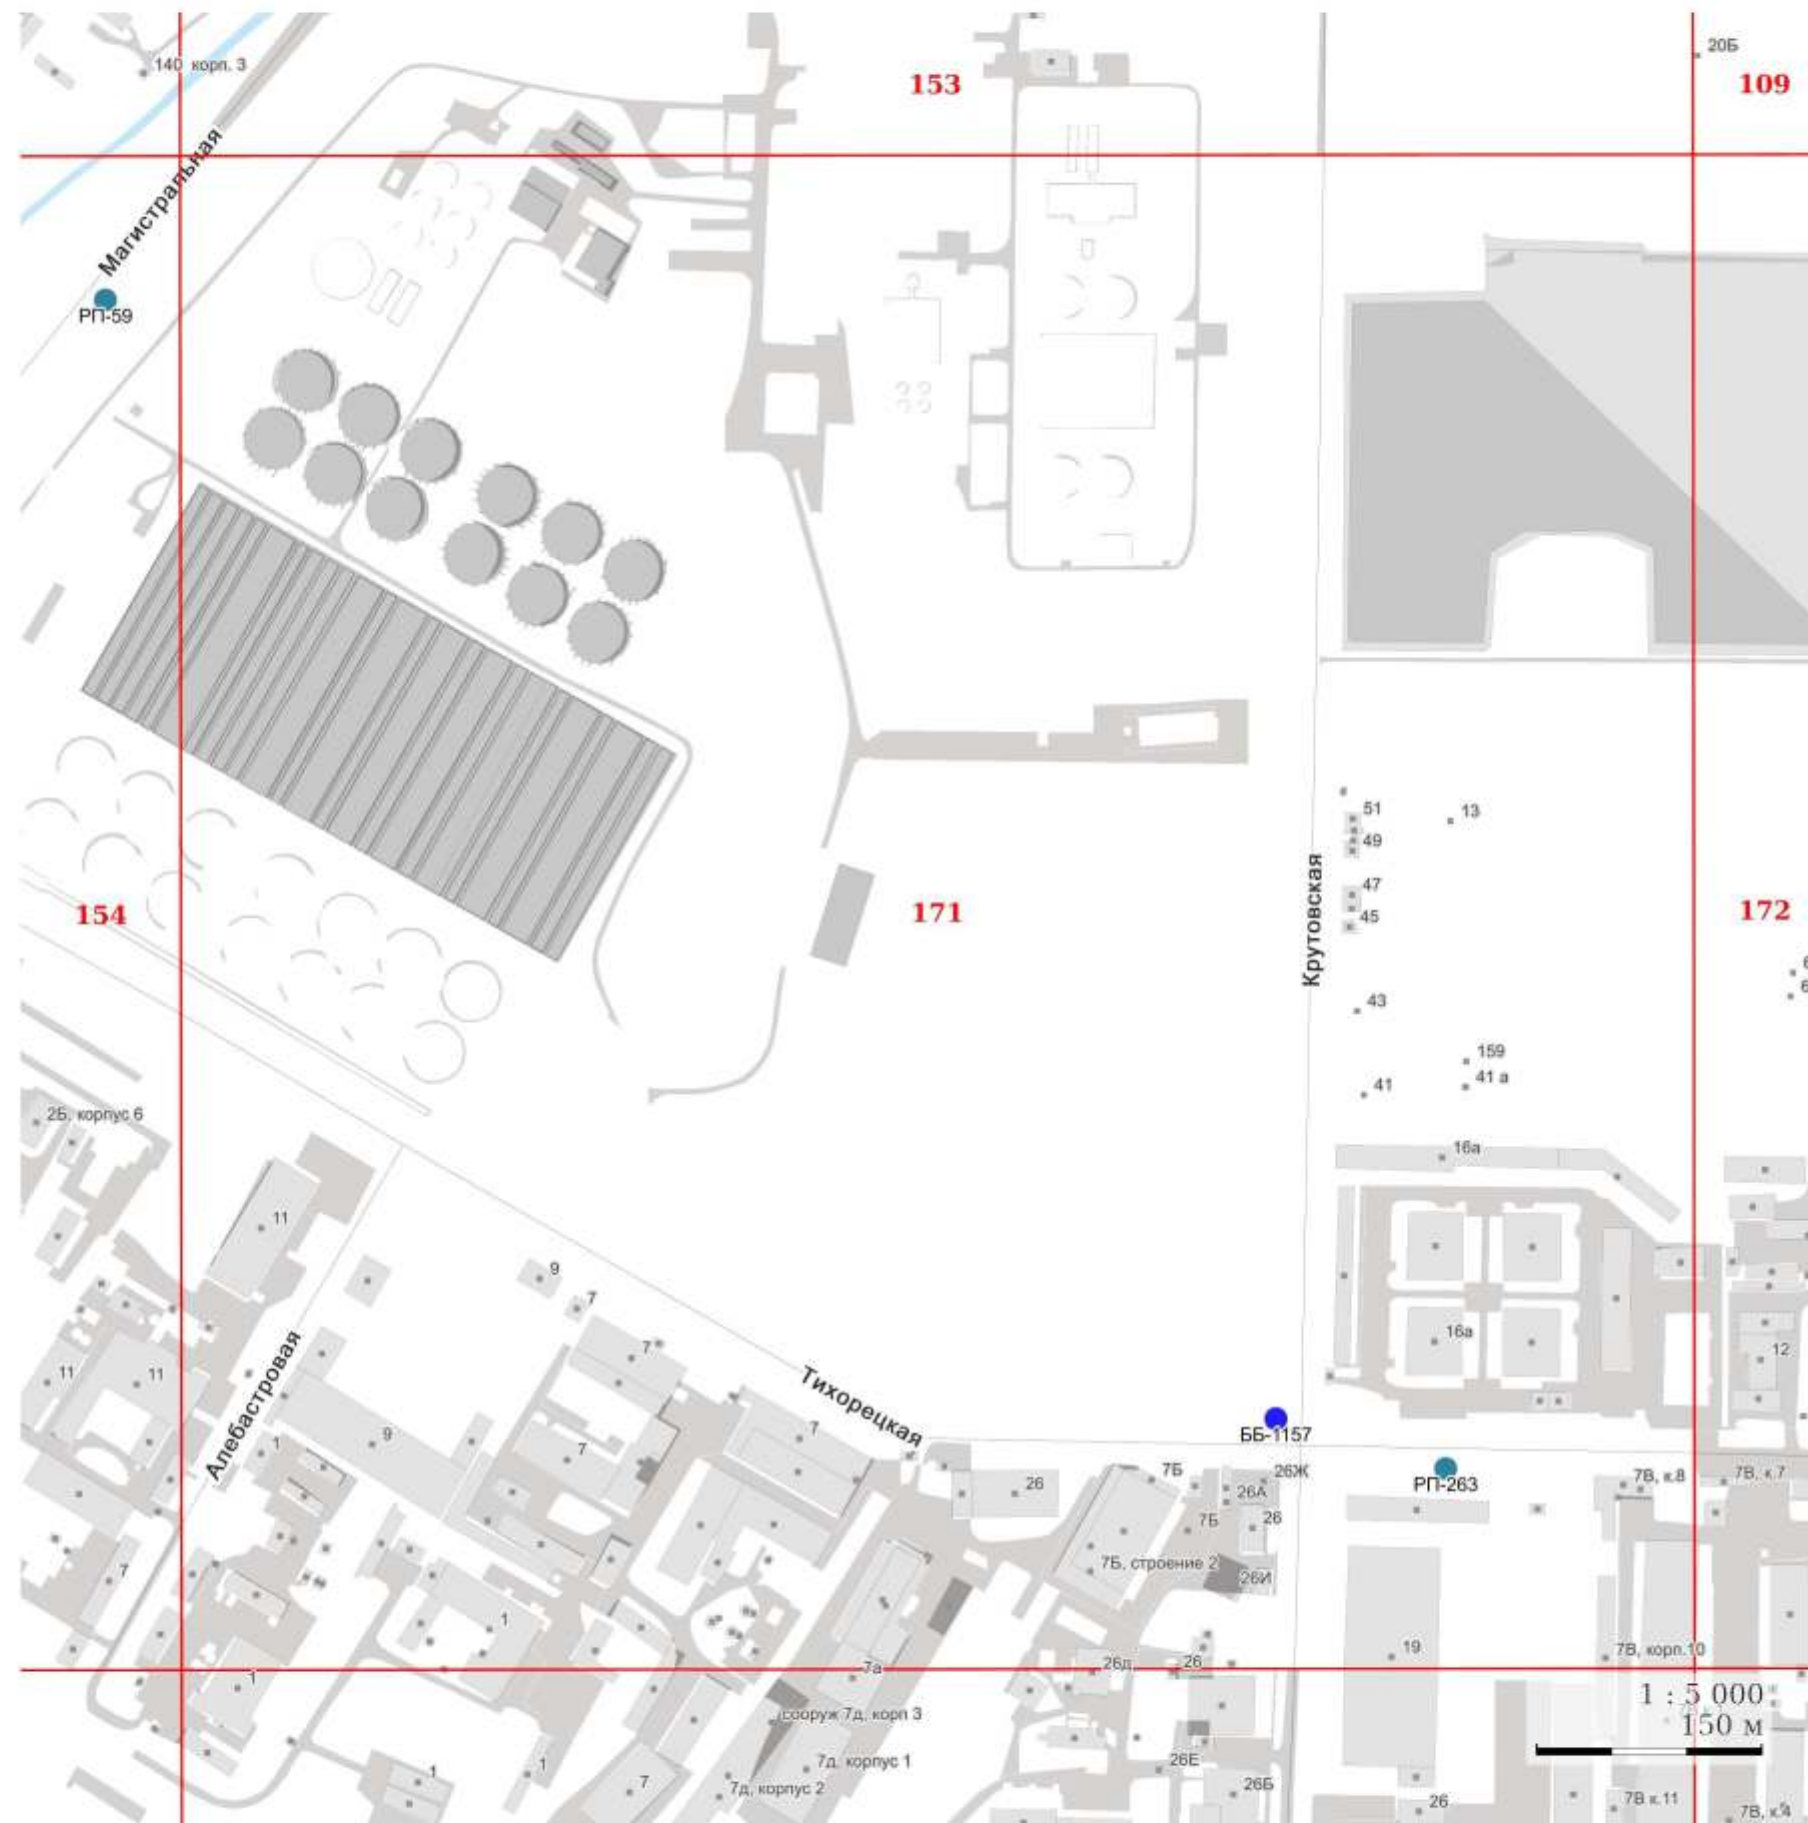 20Б
140 корп. 3
153
109
Магистральная
РП-59
51
13
49
47
154
171
172
45
Крутовская
43
159
41 а
41
2Б, корпус 6
16а
11
9
7
7
16а
12
11
11
Тихорецкая
Алебастровая
ББ-1157
9
7
7
1
7Б
26Ж
РП-263
7В, к.8
7В, к.7
26
26А
7Б
26
7Б, строение 2
7
26И
1
19
7В, корп.10
7а
26д
26
1
1 : 5 000
150 м
сооруж 7д, корп 3
7д, корпус 1
26Е
1
1
7
7д, корпус 2
26Б
26
7В к.11
7В, к.4